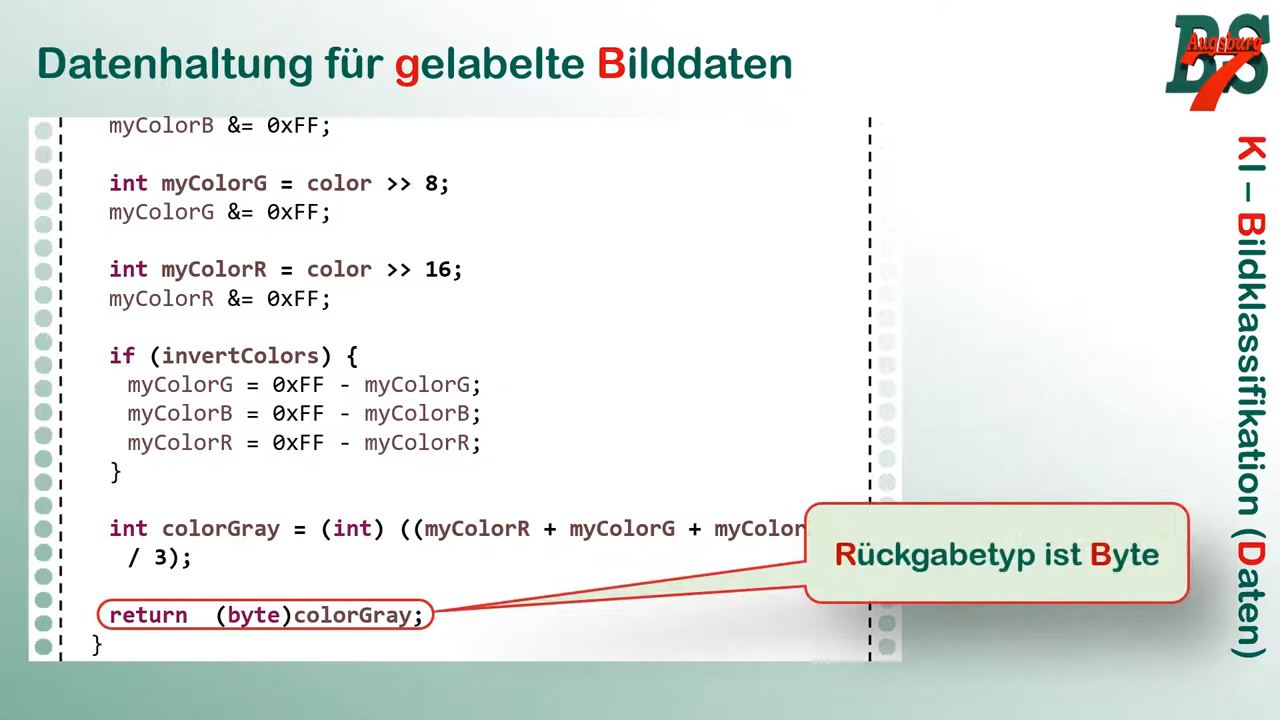 Datenhaltung für gelabelte Bilddaten
BS
Augsburg
7
KI – Bildklassifikation (Daten)
myColorB &= 0xFF;
int myColorG = color >> 8;
myColorG &= 0xFF;
int myColorR = color >> 16;
myColorR &= 0xFF;
if (invertColors) {
myColorG = 0xFF - myColorG;
myColorB = 0xFF - myColorB;
myColorR = 0xFF - myColorR;
}
int colorGray = (int) ((myColorR + myColorG + myColor
/ 3);
Rückgabetyp ist Byte
return (byte)colorGray;
}